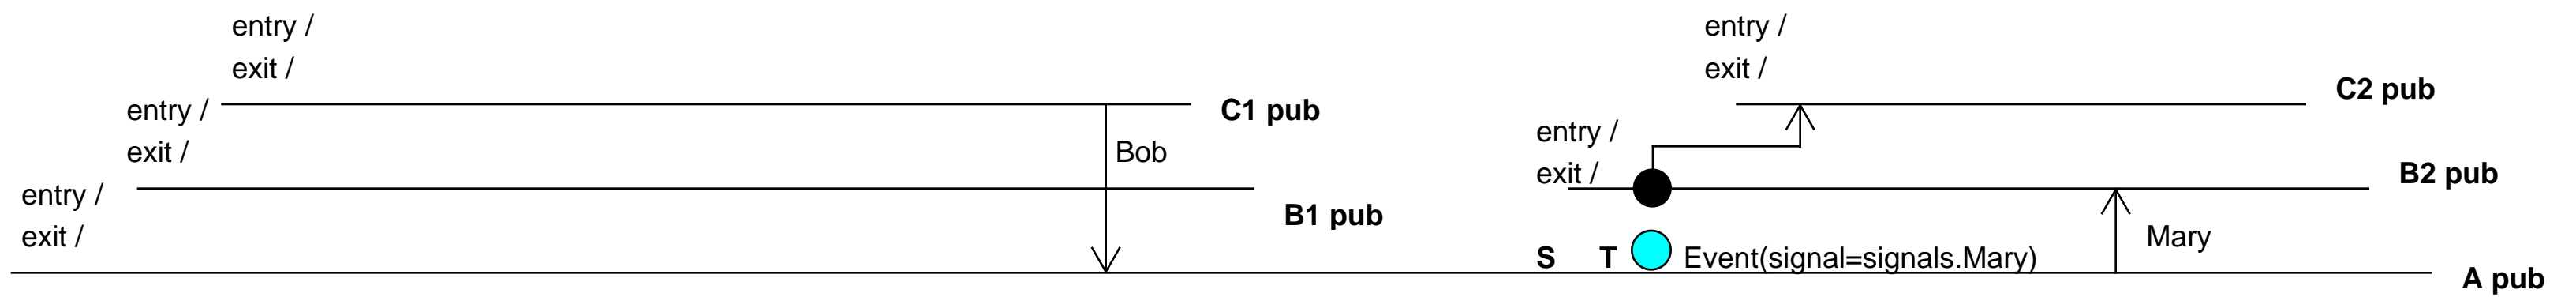 entry /
exit /
C1 pub
entry /
exit /
Bob
B1 pub
entry /
exit /
entry /
exit /
C2 pub
entry /
exit /
B2 pub
Mary
S T Event(signal=signals.Mary)
A pub